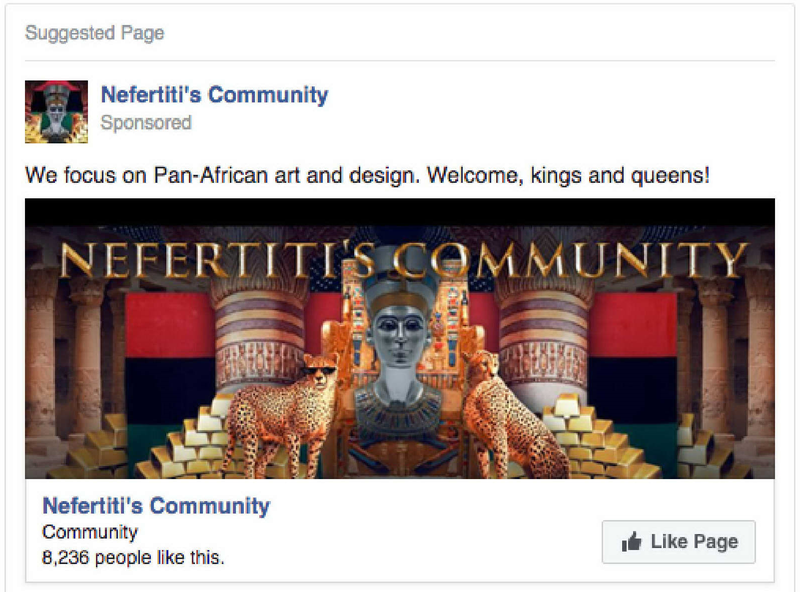 Suggested Page
Nefertiti's Community
Sponsored
We focus on Pan-African art and design. Welcome, kings and queens!
NEFERTITI'S COMMUNITY
Nefertiti's Community
Community
8,236 people like this.
Like Page